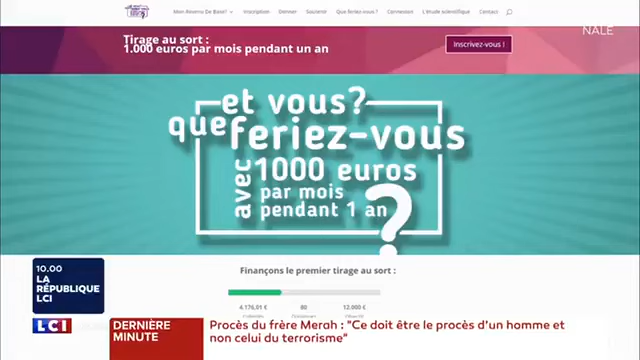 Mon Revenu De Base? Inscription Donner Soutenir Que feriez-vous ? Connexion L'étude scientifique Contact
NALE
Tirage au sort :
1.000 euros par mois pendant un an
Inscrivez-vous !
et vous?
que feriez-vous
avec 1000 euros
par mois
pendant 1 an ?
Finançons le premier tirage au sort :
4.176,01 € 80 12.000 €
10.00
LA
RÉPUBLIQUE
LCI
LCI
DERNIÈRE
MINUTE
Procès du frère Merah : "Ce doit être le procès d'un homme et
non celui du terrorisme"